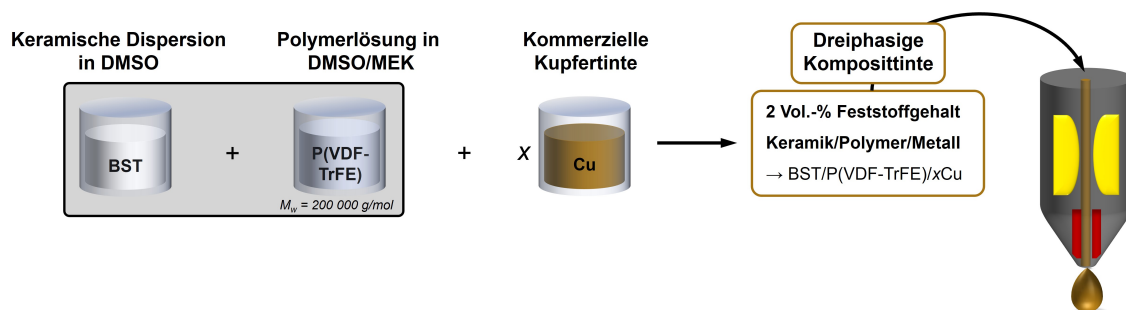 Keramische Dispersion
in DMSO
Polymerlösung in
DMSO/MEK
Kommerzielle
Kupfertinte
Dreiphasige
Komposittinte
BST
+
P(VDF-
TrFE)
+
x
Cu
2 Vol.-% Feststoffgehalt
Keramik/Polymer/Metall
→ BST/P(VDF-TrFE)/xCu
Mw = 200 000 g/mol